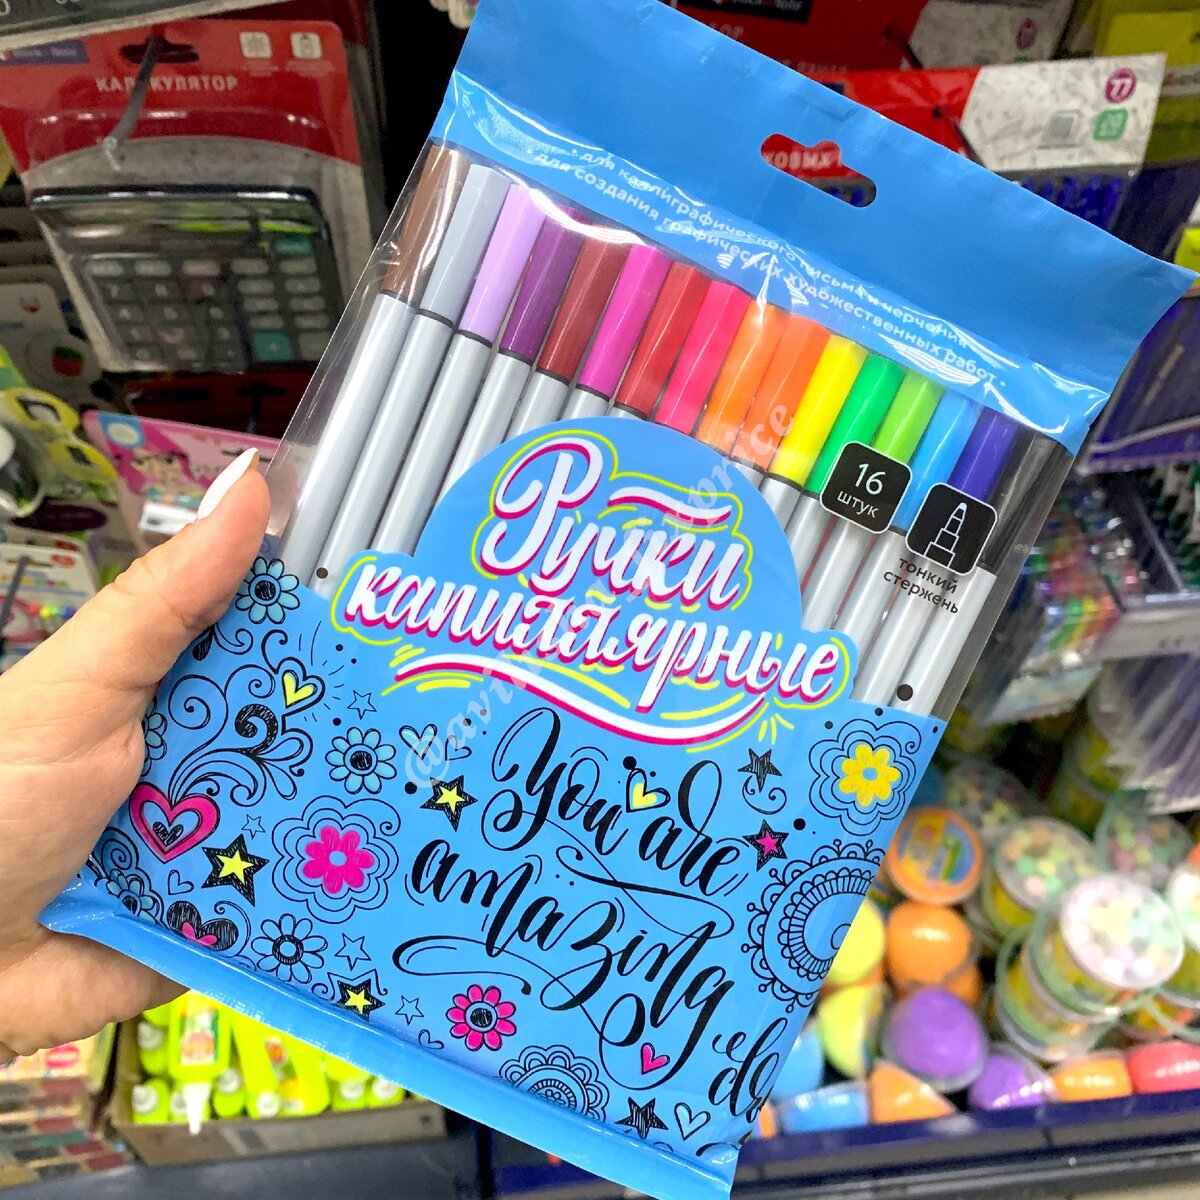 КАЛЬКУЛЯТОР
• для каллиграфического письма и черчения
для создания графических художественных работ •
Ручки
капиллярные
16
штук
тонкий
стержень
You are
amazing